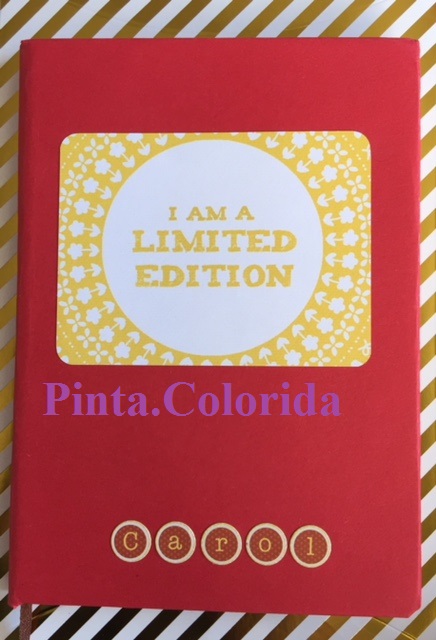 I AM A
LIMITED
EDITION
Pinta.Colorida
Carol